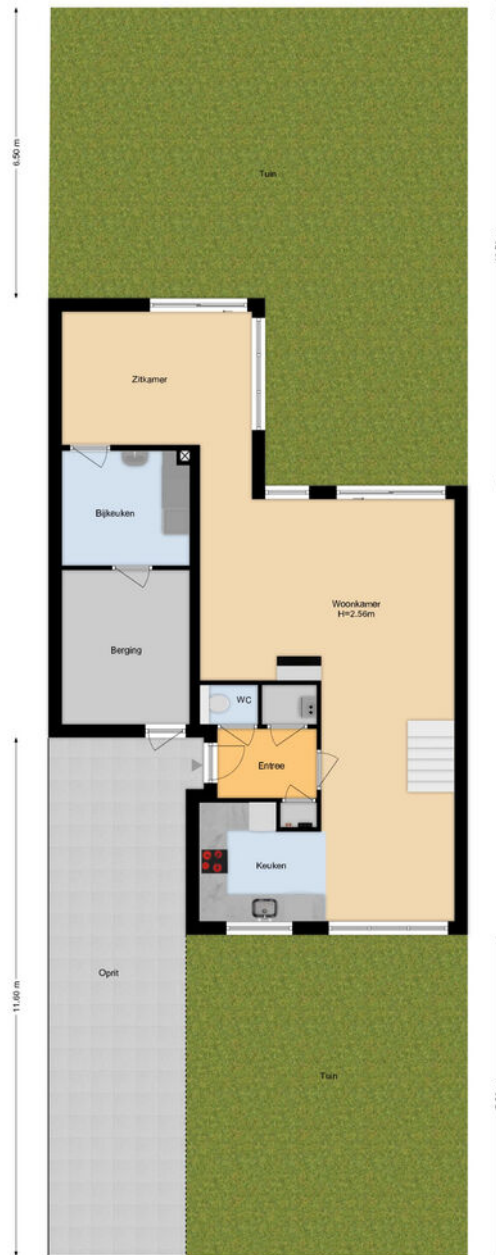 6.50 m
Tuin
Zitkamer
Bijkeuken
Woonkamer
H=2.56m
Berging
WC
Entree
Keuken
Oprit
11.60 m
Tuin